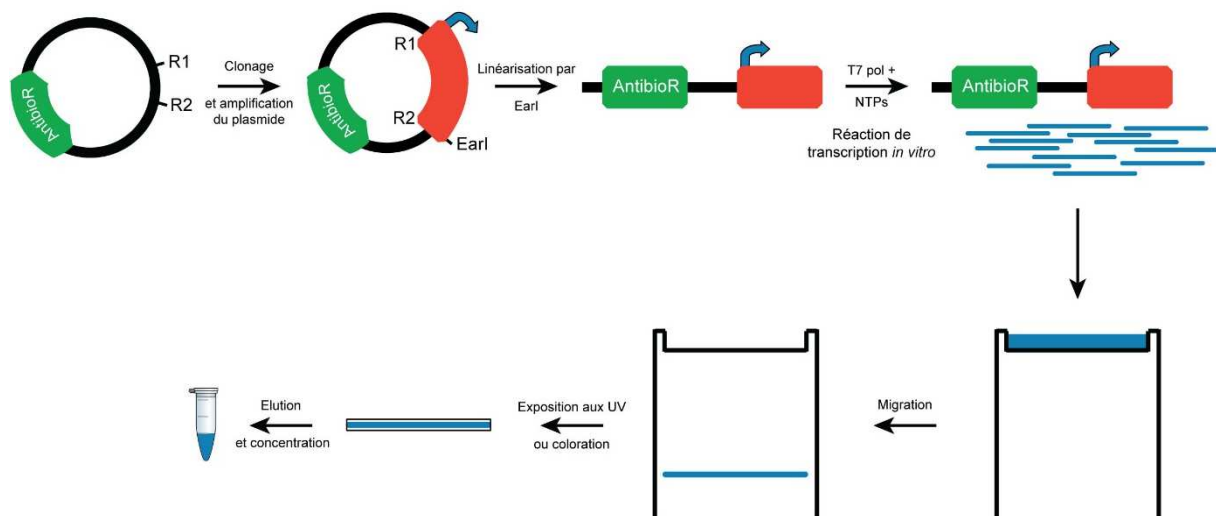 R1
R2
AntibioR
Clonage
et amplification
du plasmide
R1
R2
AntibioR
EarI
Linéarisation par
EarI
AntibioR
T7 pol +
NTPs
Réaction de
transcription in vitro
AntibioR
Migration
Exposition aux UV
ou coloration
Elution
et concentration